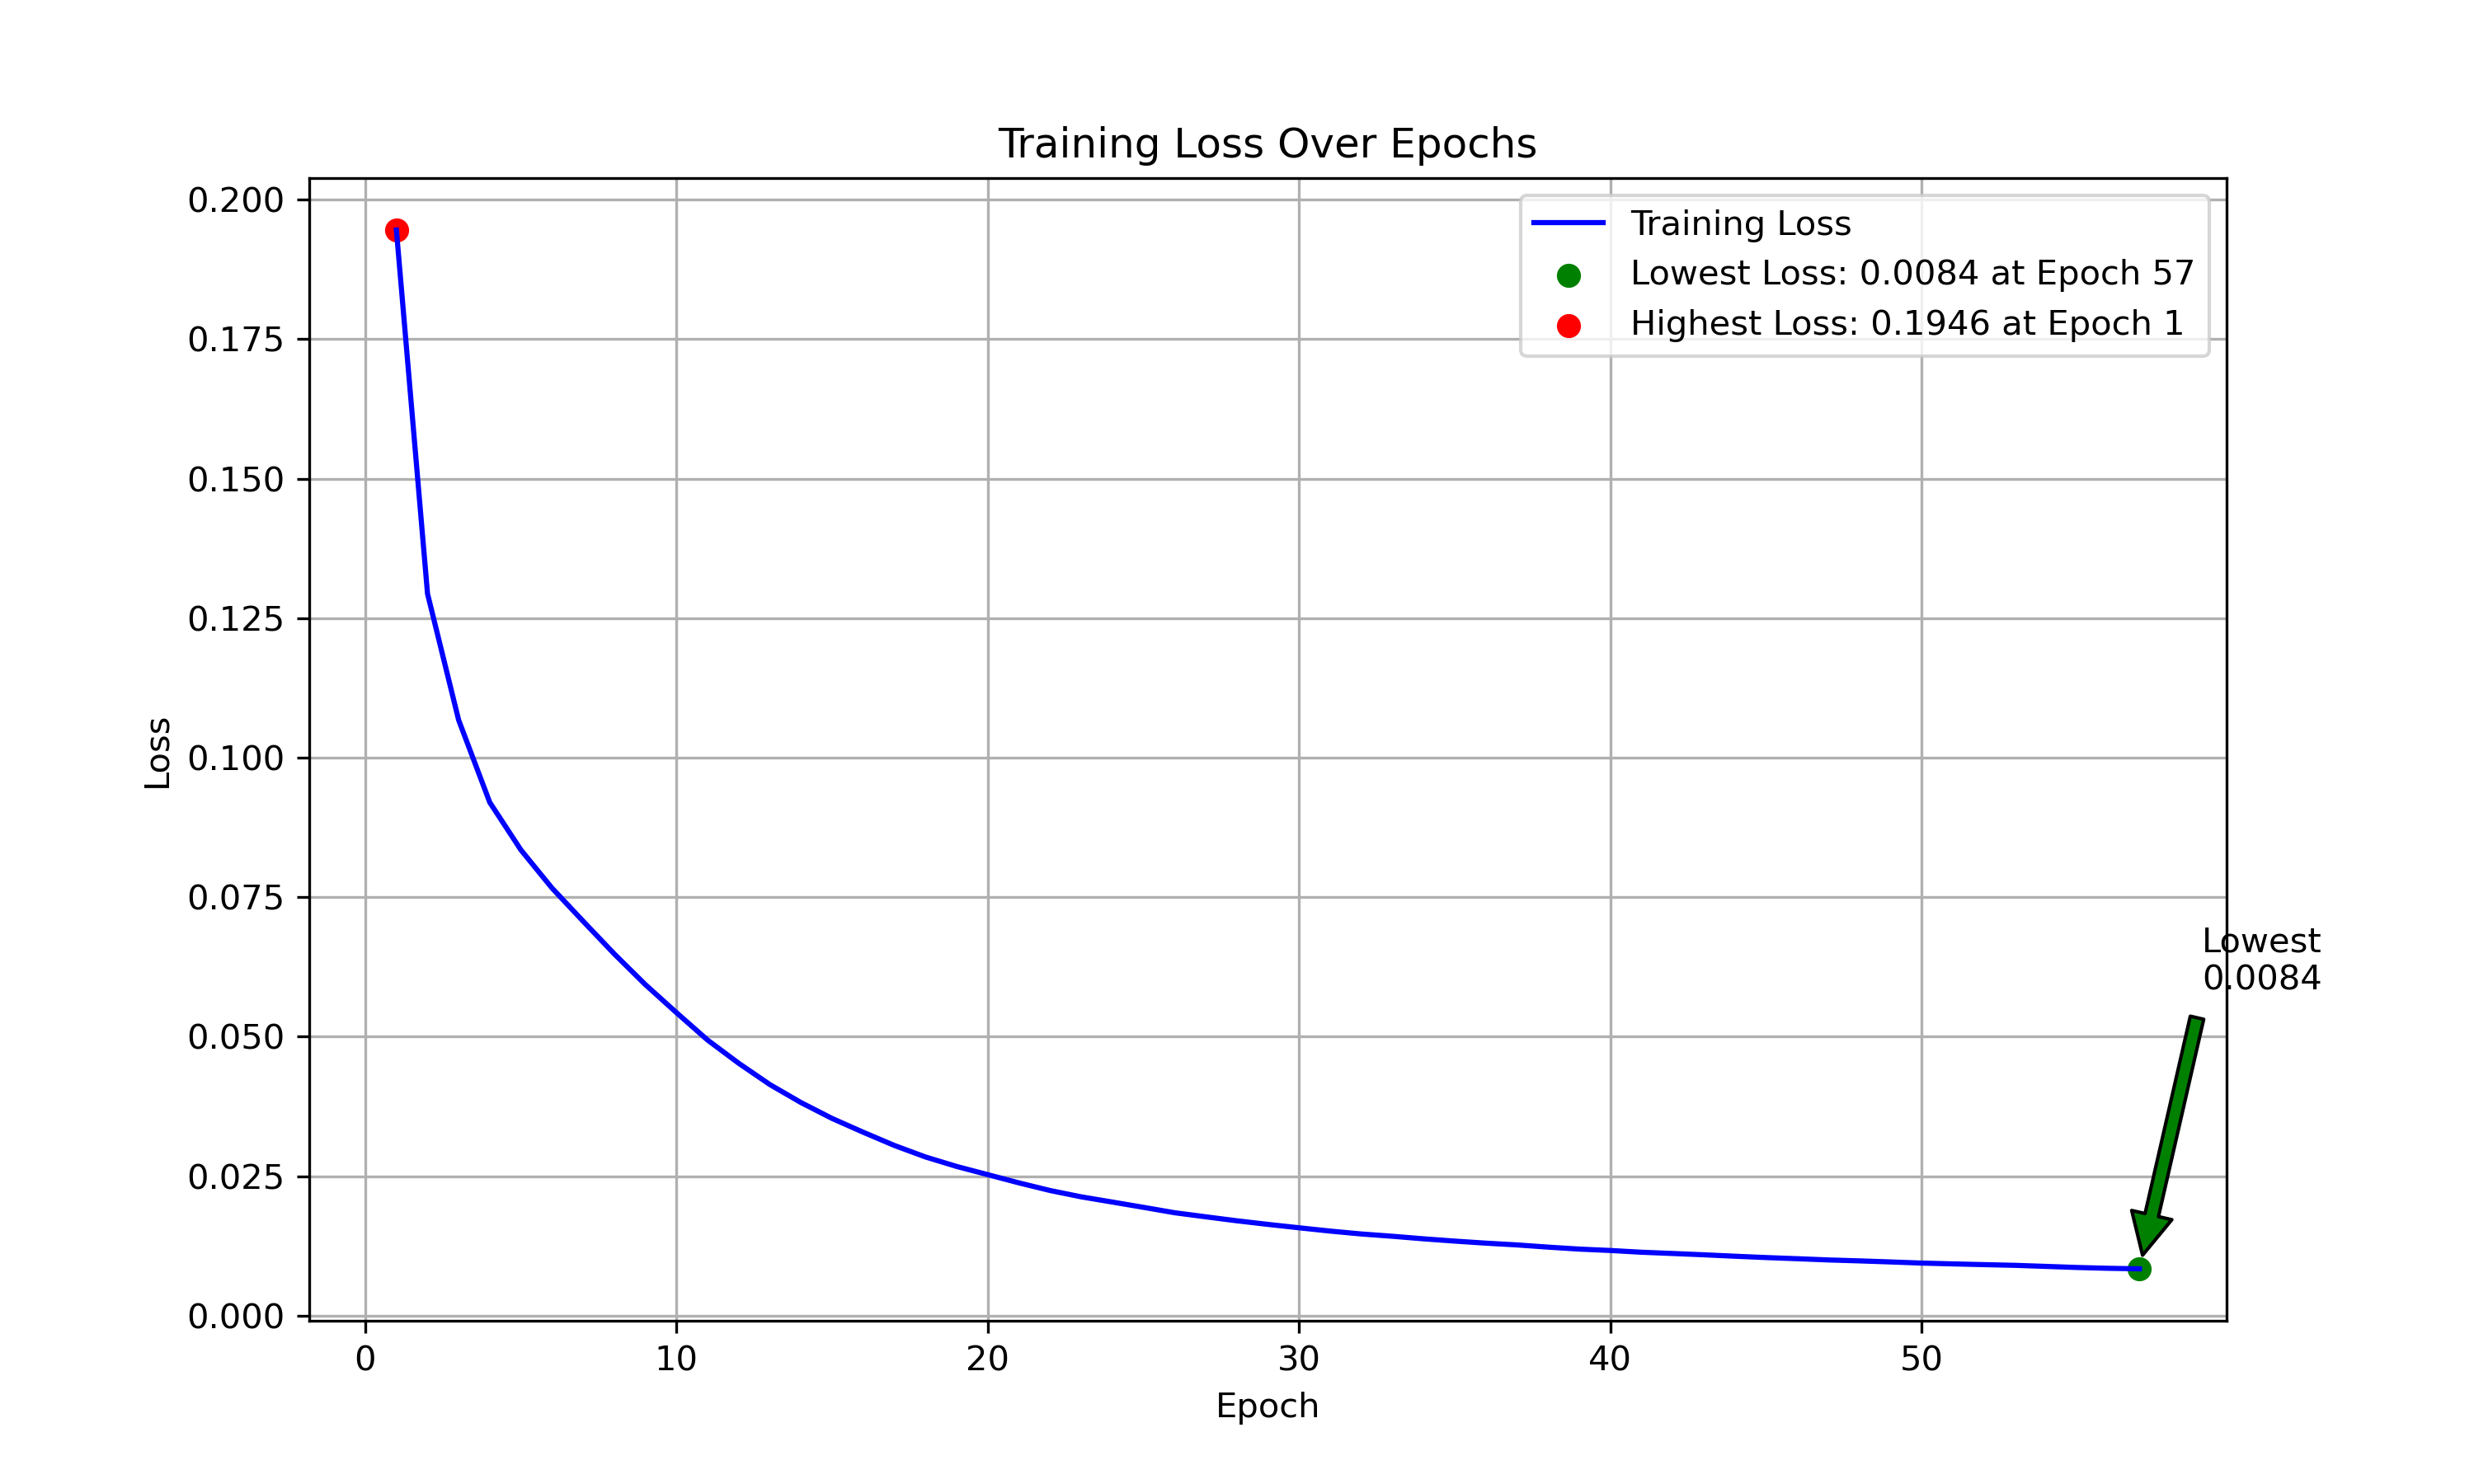 Training Loss Over Epochs
Training Loss
Lowest Loss: 0.0084 at Epoch 57
Highest Loss: 0.1946 at Epoch 1
0.200
0.175
0.150
0.125
0.100
0.075
0.050
0.025
0.000
Loss
Lowest
0.0084
0 10 20 30 40 50
Epoch